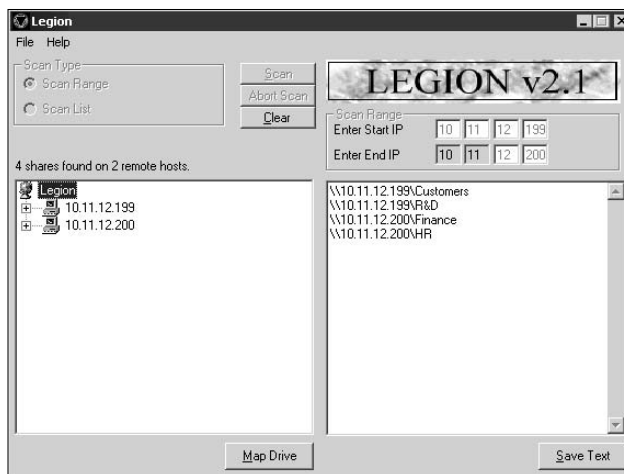 Legion
File Help
Scan Type
Scan Range
Scan List
Scan
Abort Scan
Clear
LEGION v2.1
Scan Range
Enter Start IP 10 11 12 199
Enter End IP 10 11 12 200
4 shares found on 2 remote hosts.
Legion
10.11.12.199
10.11.12.200
\\10.11.12.199\Customers
\\10.11.12.199\R&D
\\10.11.12.200\Finance
\\10.11.12.200\HR
Map Drive
Save Text